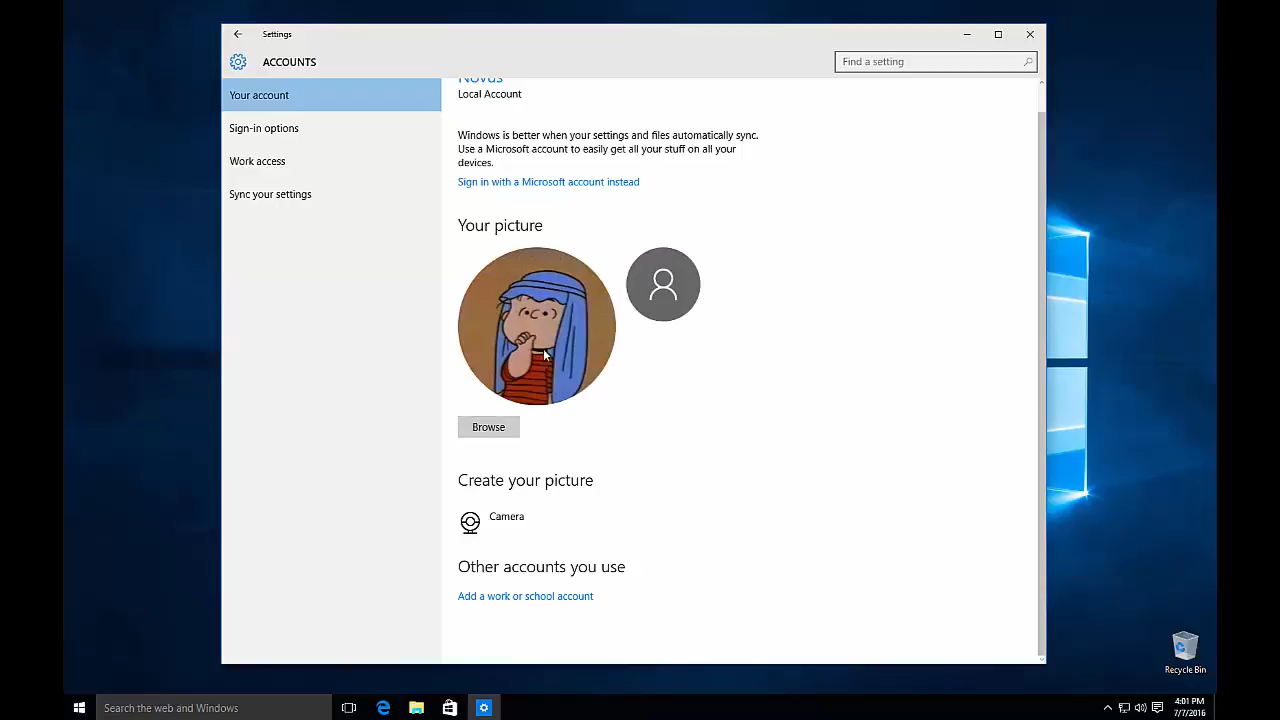 Settings
ACCOUNTS
Find a setting
Your account
Sign-in options
Work access
Sync your settings
Novus
Local Account
Windows is better when your settings and files automatically sync.
Use a Microsoft account to easily get all your stuff on all your
devices.
Sign in with a Microsoft account instead
Your picture
Browse
Create your picture
Camera
Other accounts you use
Add a work or school account
Recycle Bin
Search the web and Windows
4:01 PM
7/7/2016